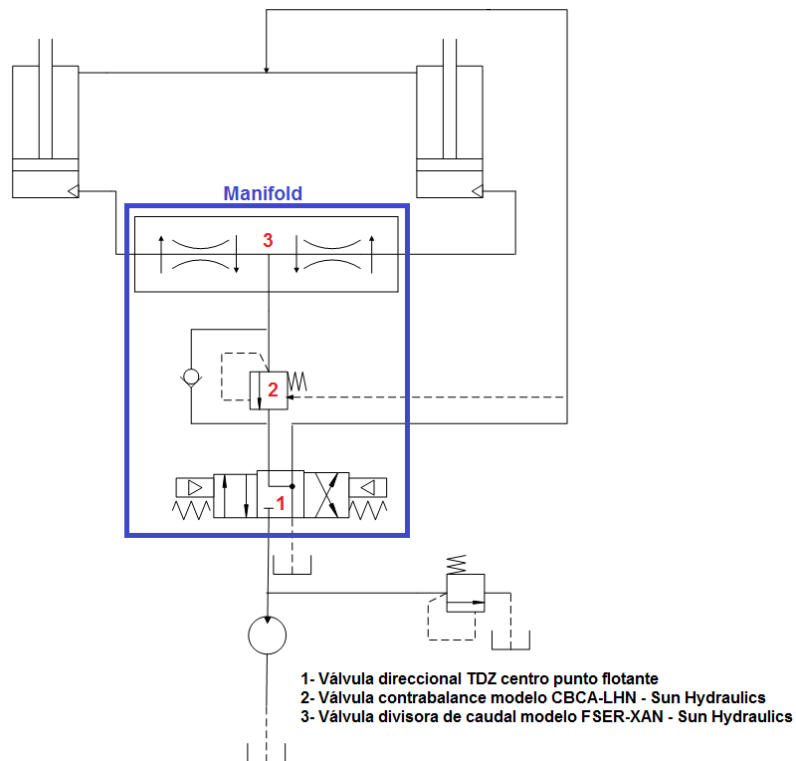 Manifold
3
2
1
1- Válvula direccional TDZ centro punto flotante
2- Válvula contrabalance modelo CBCA-LHN - Sun Hydraulics
3- Válvula divisora de caudal modelo FSER-XAN - Sun Hydraulics